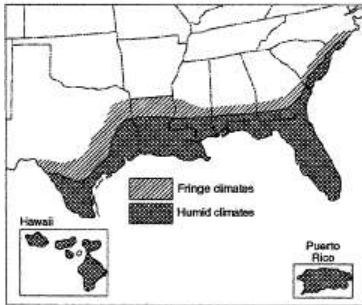 Fringe climates
Humid climates
Hawaii
Puerto
Rico